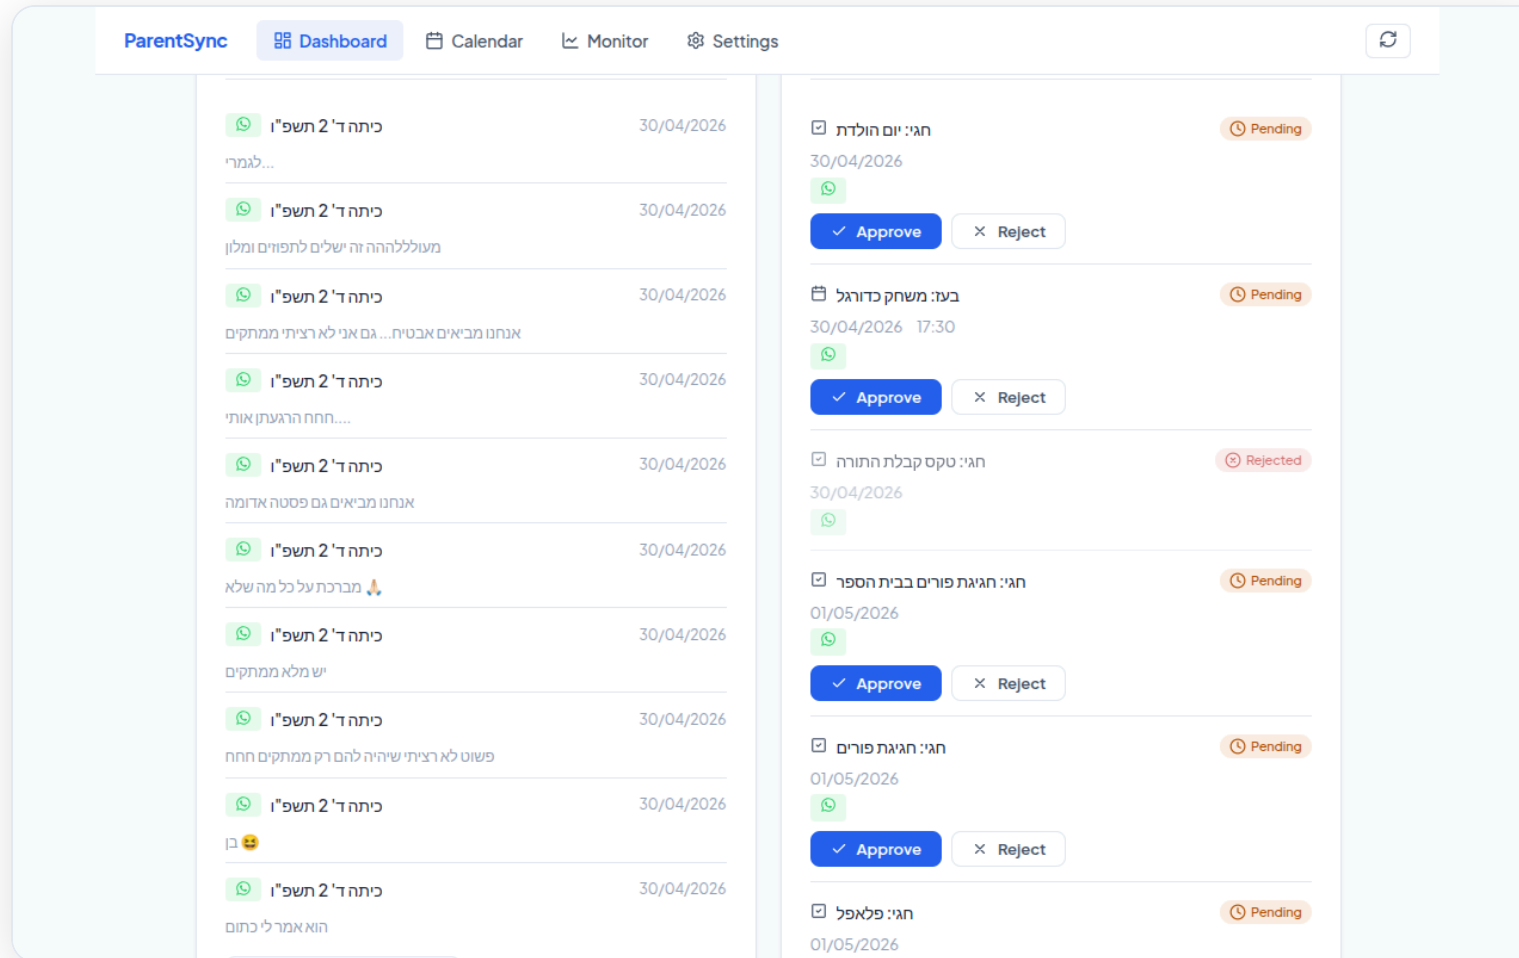 ParentSync
Dashboard
Calendar
Monitor
Settings
כיתה ד' 2 תשפ"ו
30/04/2026
לגמרי...
כיתה ד' 2 תשפ"ו
30/04/2026
מעולללהההה זה ישלים לתפוזים ומלון
כיתה ד' 2 תשפ"ו
30/04/2026
אנחנו מביאים אבטיח... גם אני לא רציתי ממתקים
כיתה ד' 2 תשפ"ו
30/04/2026
חחח הרגעתן אותי....
כיתה ד' 2 תשפ"ו
30/04/2026
אנחנו מביאים גם פסטה אדומה
כיתה ד' 2 תשפ"ו
30/04/2026
מברכת על כל מה שלא 🙏🏻
כיתה ד' 2 תשפ"ו
30/04/2026
יש מלא ממתקים
כיתה ד' 2 תשפ"ו
30/04/2026
פשוט לא רציתי שיהיה להם רק ממתקים חחח
כיתה ד' 2 תשפ"ו
30/04/2026
בן 😆
כיתה ד' 2 תשפ"ו
30/04/2026
הוא אמר לי כתום
חגי: יום הולדת
Pending
30/04/2026
Approve
Reject
בעז: משחק כדורגל
Pending
30/04/2026 17:30
Approve
Reject
חגי: טקס קבלת התורה
Rejected
30/04/2026
חגי: חגיגת פורים בבית הספר
Pending
01/05/2026
Approve
Reject
חגי: חגיגת פורים
Pending
01/05/2026
Approve
Reject
חגי: פלאפל
Pending
01/05/2026